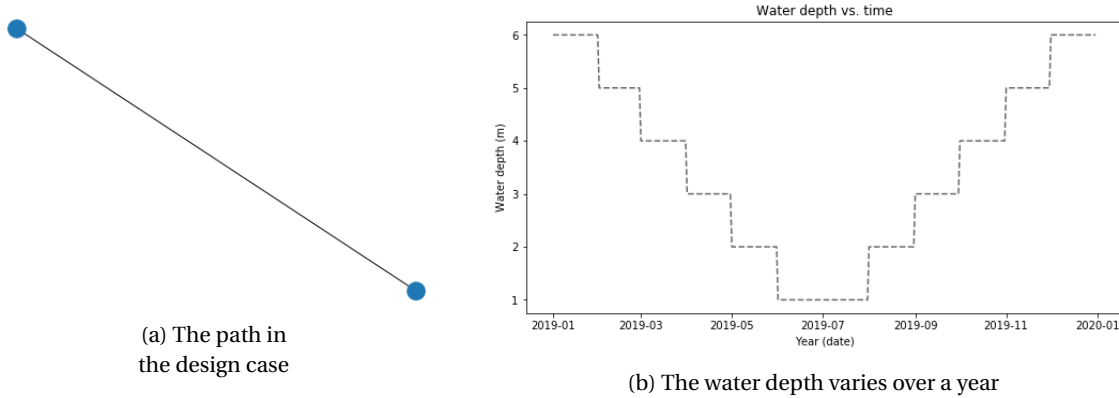 (a) The path in
the design case
Water depth vs. time
Water depth (m)
6
5
4
3
2
1
2019-01 2019-03 2019-05 2019-07 2019-09 2019-11 2020-01
Year (date)
(b) The water depth varies over a year